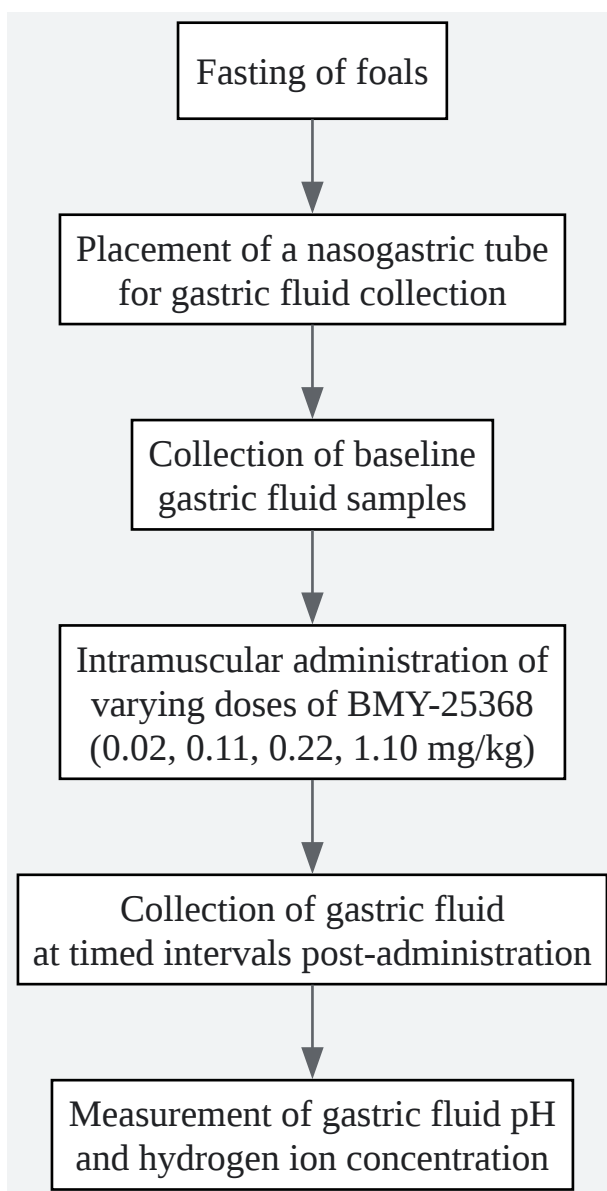 Fasting of foals
Placement of a nasogastric tube
for gastric fluid collection
Collection of baseline
gastric fluid samples
Intramuscular administration of
varying doses of BMY-25368
(0.02, 0.11, 0.22, 1.10 mg/kg)
Collection of gastric fluid
at timed intervals post-administration
Measurement of gastric fluid pH
and hydrogen ion concentration